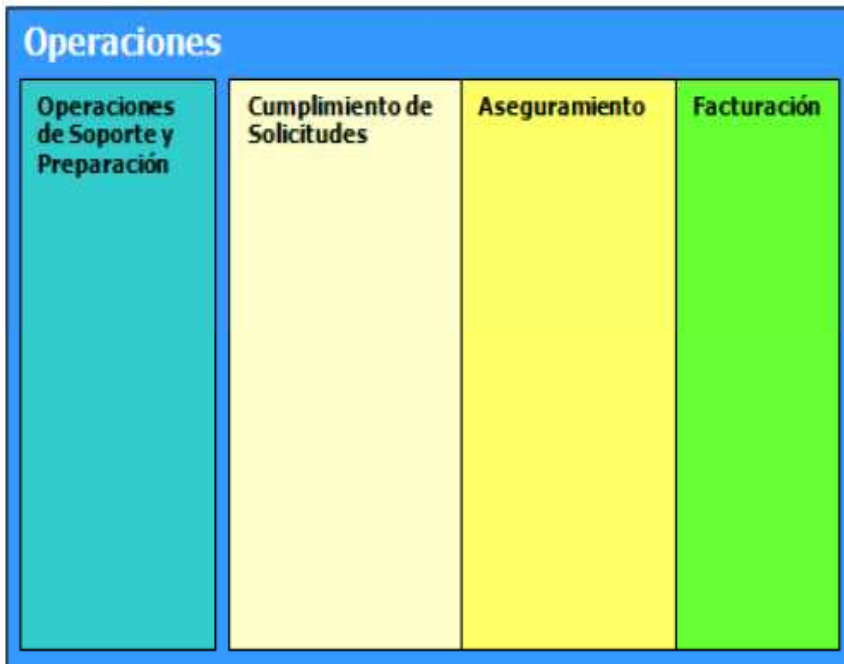 Operaciones
Operaciones
de Soporte y
Preparación
Cumplimiento de
Solicitudes
Aseguramiento
Facturación